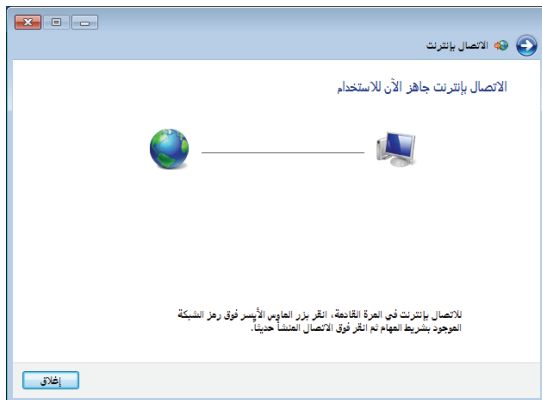 الاتصال بإنترنت
الاتصال بإنترنت جاهز الآن للاستخدام
للاتصال بإنترنت في المرة القادمة، انقر بزر الماوس الأيسر فوق رمز الشبكة
الموجود بشريط المهام ثم انقر فوق الاتصال المنشأ حديثاً.
إغلاق